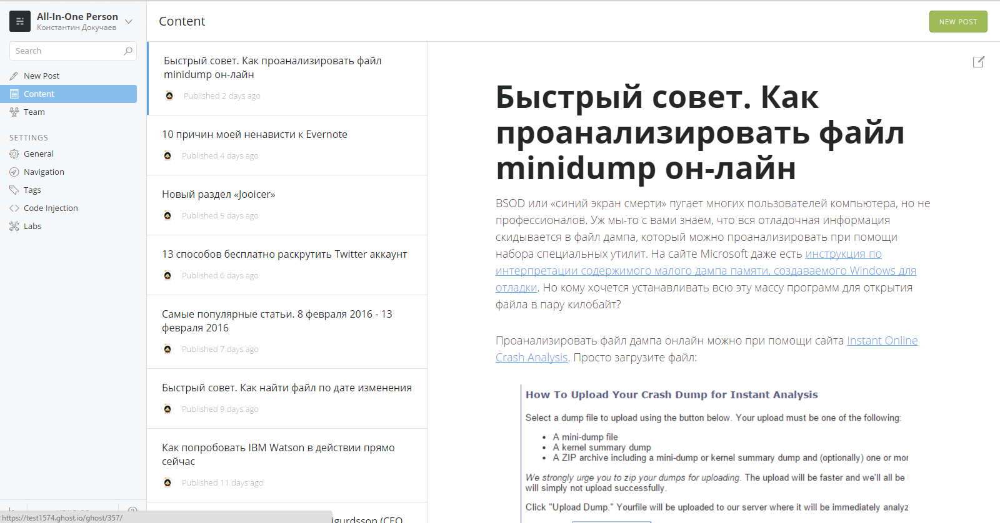 All-In-One Person
Константин Докучаев
Search
New Post
Content
Team
SETTINGS
General
Navigation
Tags
Code Injection
Labs
https://test1574.ghost.io/ghost/357/
Content
NEW POST
Быстрый совет. Как проанализировать файл
minidump он-лайн
Published 2 days ago
10 причин моей ненависти к Evernote
Published 4 days ago
Новый раздел «Jooicer»
Published 5 days ago
13 способов бесплатно раскрутить Twitter аккаунт
Published 6 days ago
Самые популярные статьи. 8 февраля 2016 - 13
февраля 2016
Published 7 days ago
Быстрый совет. Как найти файл по дате изменения
Published 9 days ago
Как попробовать IBM Watson в действии прямо
сейчас
Published 11 days ago
igurdsson (CEO
Быстрый совет. Как
проанализировать файл
minidump он-лайн
BSOD или «синий экран смерти» пугает многих пользователей компьютера, но не
профессионалов. Уж мы-то с вами знаем, что вся отладочная информация
скидывается в файл дампа, который можно проанализировать при помощи
набора специальных утилит. На сайте Microsoft даже есть инструкция по
интерпретации содержимого малого дампа памяти, создаваемого Windows для
отладки. Но кому хочется устанавливать всю эту массу программ для открытия
файла в пару килобайт?
Проанализировать файл дампа онлайн можно при помощи сайта Instant Online
Crash Analysis. Просто загрузите файл:
How To Upload Your Crash Dump for Instant Analysis
Select a dump file to upload using the button below. Your upload must be one of the following:
• A mini-dump file
• A kernel summary dump
• A ZIP archive including a mini-dump or kernel summary dump and (optionally) one or mor
We strongly urge you to zip your dumps for uploading. The upload will be faster and we'll all be
will simply not upload successfully.
Click "Upload Dump." Yourfile will be uploaded to our server where it will be immediately analyz